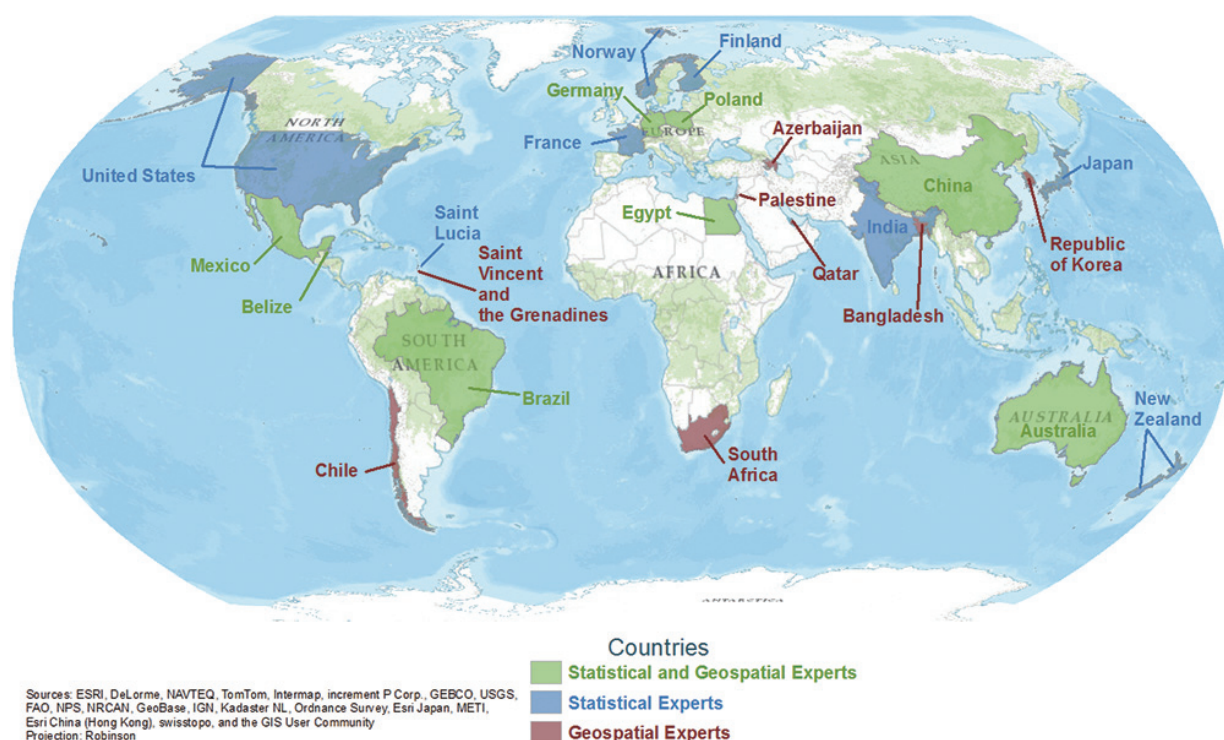 Norway
Finland
Germany
Poland
NORTH
AMERICA
EUROPE
Azerbaijan
France
ASIA
Japan
United States
China
Palestine
Saint
Lucia
Egypt
India
Mexico
Saint
Vincent
and
the Grenadines
AFRICA
Qatar
Republic
of Korea
Belize
Bangladesh
SOUTH
AMERICA
Brazil
New
Zealand
AUSTRALIA
Australia
Chile
South
Africa
ANTARCTICA
Countries
Statistical and Geospatial Experts
Statistical Experts
Geospatial Experts
Sources: ESRI, DeLorme, NAVTEQ, TomTom, Intermap, increment P Corp., GEBCO, USGS,
FAO, NPS, NRCAN, GeoBase, IGN, Kadaster NL, Ordnance Survey, Esri Japan, METI,
Esri China (Hong Kong), swisstopo, and the GIS User Community
Projection: Robinson